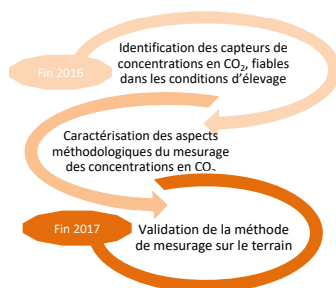 Identification des capteurs de
concentrations en CO₂, fiables
dans les conditions d'élevage
Fin 2016
Caractérisation des aspects
méthodologiques du mesurage
des concentrations en CO₂
Fin 2017
Validation de la méthode
de mesurage sur le terrain